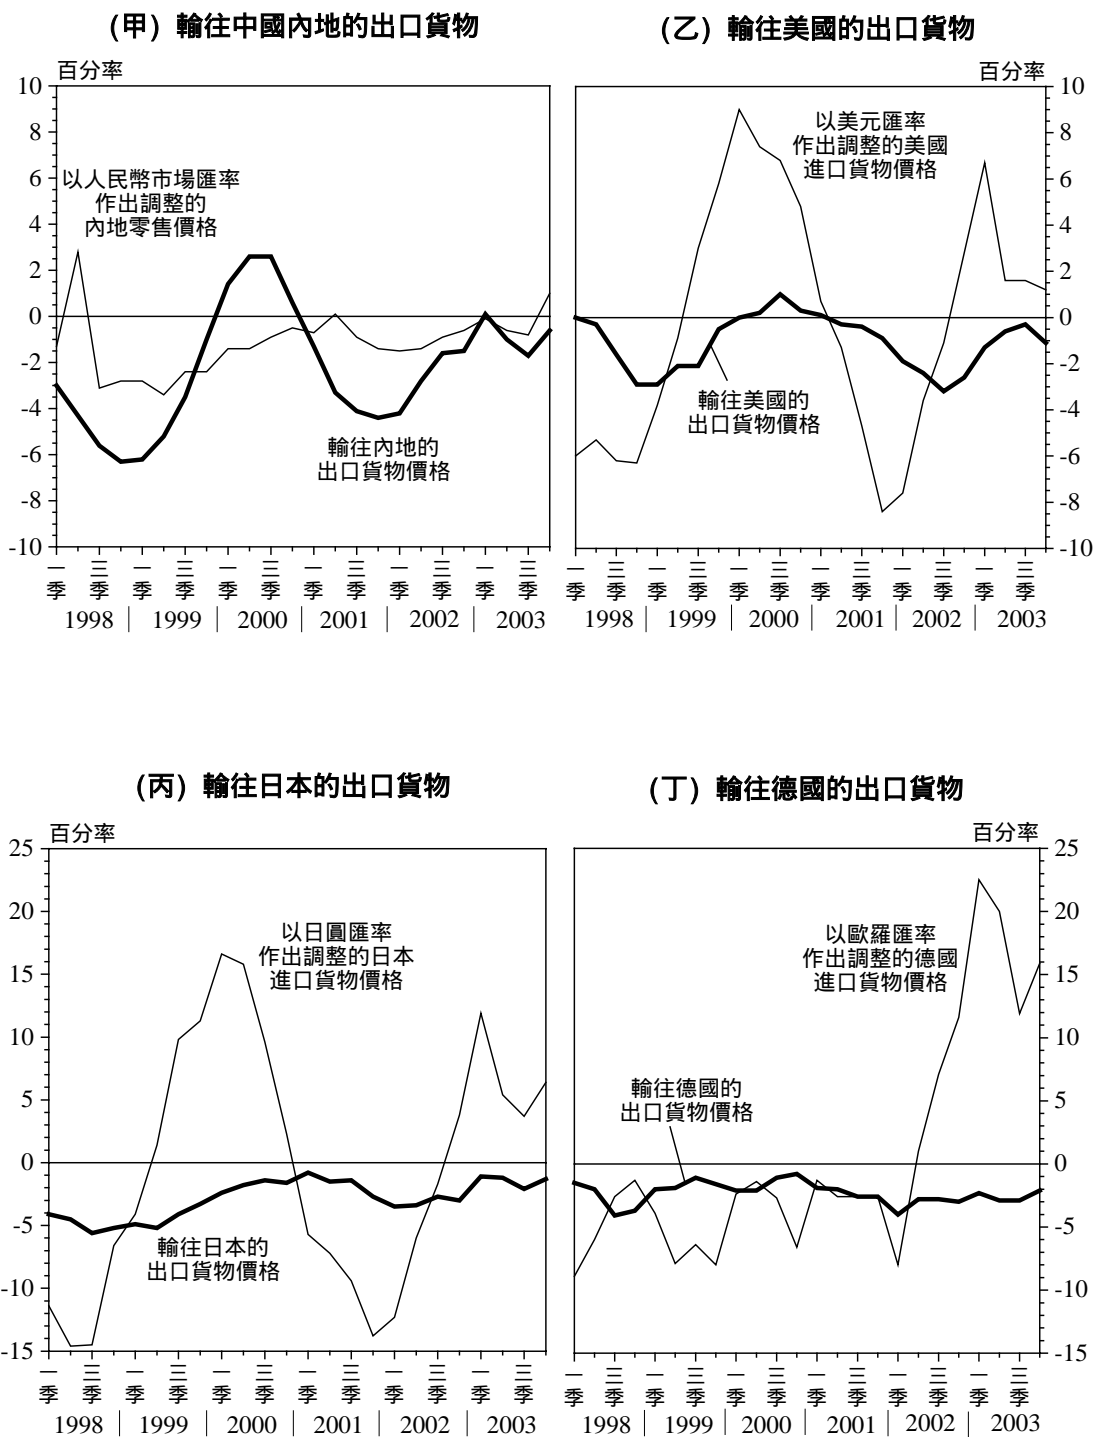 (甲) 輸往中國內地的出口貨物
百分率
10
8
6
4
2
0
-2
-4
-6
-8
-10
以人民幣市場匯率
作出調整的
內地零售價格
輸往內地的
出口貨物價格
一季 三季 一季 三季 一季 三季 一季 三季 一季 三季 一季 三季
1998 1999 2000 2001 2002 2003
(乙) 輸往美國的出口貨物
百分率
10
8
6
4
2
0
-2
-4
-6
-8
-10
以美元匯率
作出調整的美國
進口貨物價格
輸往美國的
出口貨物價格
一季 三季 一季 三季 一季 三季 一季 三季 一季 三季 一季 三季
1998 1999 2000 2001 2002 2003
(丙) 輸往日本的出口貨物
百分率
25
20
15
10
5
0
-5
-10
-15
以日圓匯率
作出調整的日本
進口貨物價格
輸往日本的
出口貨物價格
一季 三季 一季 三季 一季 三季 一季 三季 一季 三季 一季 三季
1998 1999 2000 2001 2002 2003
(丁) 輸往德國的出口貨物
百分率
25
20
15
10
5
0
-5
-10
-15
以歐羅匯率
作出調整的德國
進口貨物價格
輸往德國的
出口貨物價格
一季 三季 一季 三季 一季 三季 一季 三季 一季 三季 一季 三季
1998 1999 2000 2001 2002 2003